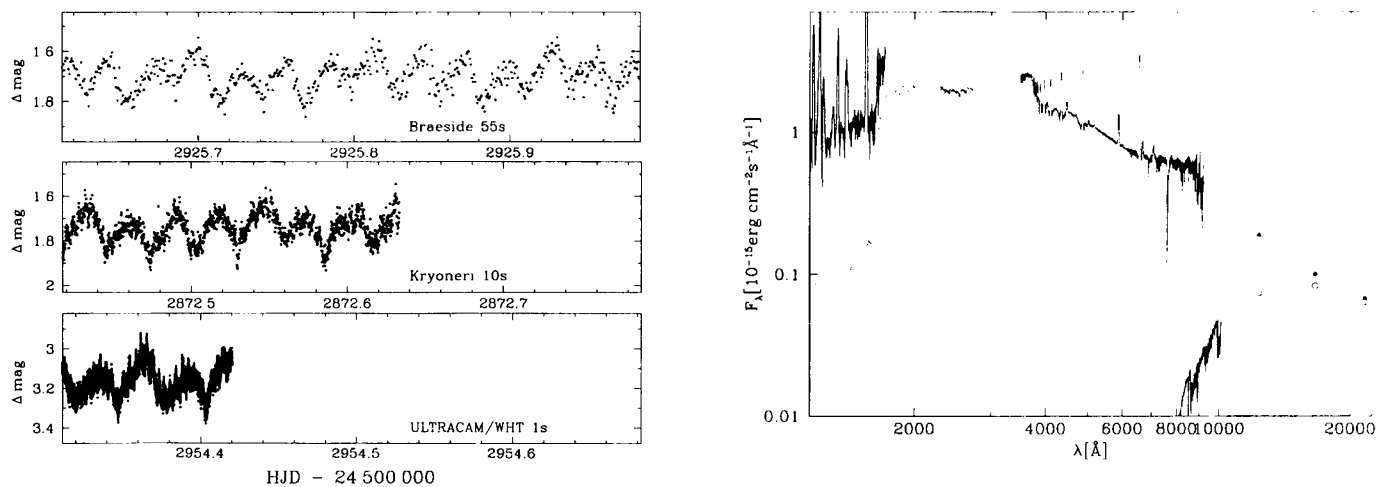 Δ mag
1.6
1.8
Braeside 55s
2925.7
2925.8
2925.9
Δ mag
1.6
1.8
2
Kryoneri 10s
2872.5
2872.6
2872.7
Δ mag
3
3.2
3.4
ULTRACAM/WHT 1s
2954.4
2954.5
2954.6
HJD − 24 500 000
F_λ[10⁻¹⁵erg cm⁻²s⁻¹Å⁻¹]
1
0.1
0.01
2000
4000
6000
8000
10000
20000
λ[Å]